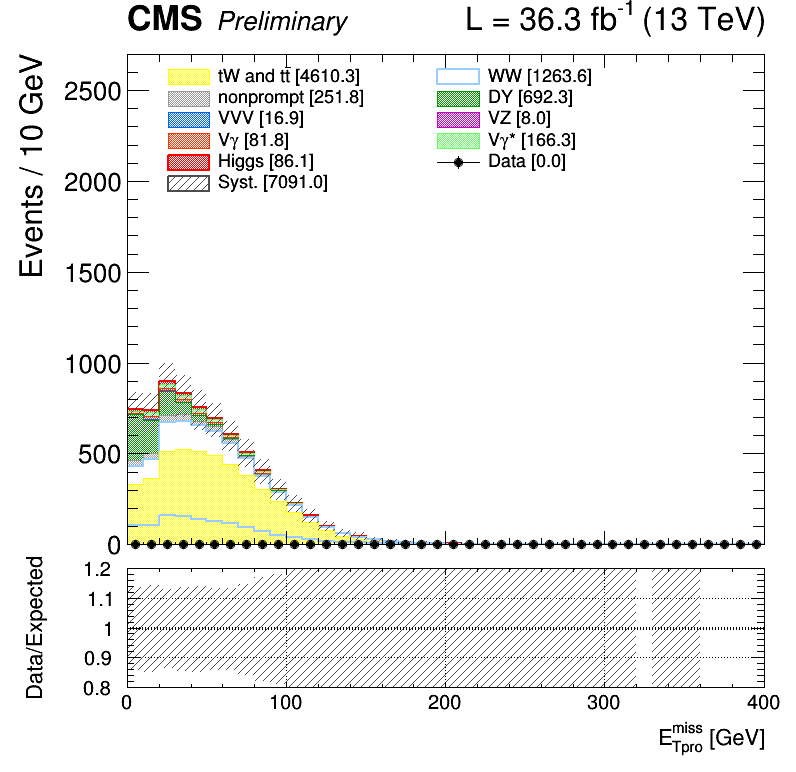 CMS Preliminary L = 36.3 fb⁻¹ (13 TeV)
Events / 10 GeV
2500
2000
1500
1000
500
0
tW and tt̄ [4610.3]
nonprompt [251.8]
VVV [16.9]
Vγ [81.8]
Higgs [86.1]
Syst. [7091.0]
WW [1263.6]
DY [692.3]
VZ [8.0]
Vγ* [166.3]
Data [0.0]
Data/Expected
1.2
1.1
1
0.9
0.8
0 100 200 300 400
E_Tpro^miss [GeV]